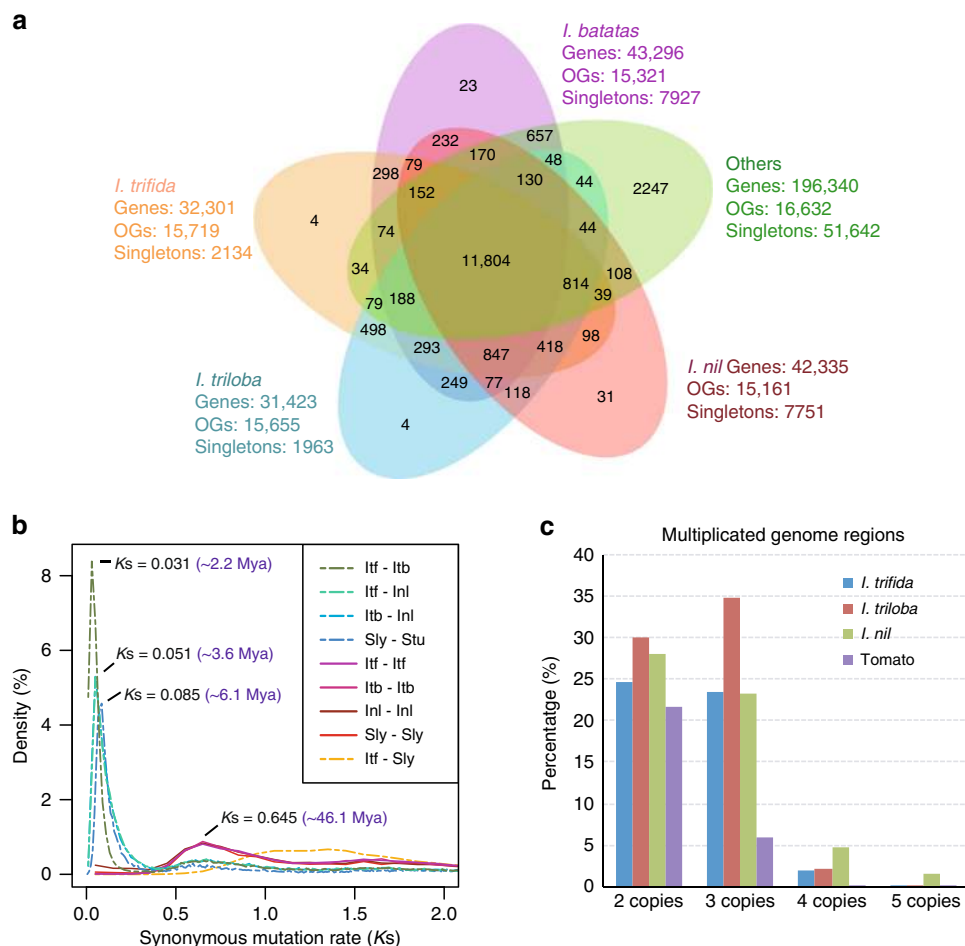 a
I. batatas
Genes: 43,296
OGs: 15,321
Singletons: 7927
Others
Genes: 196,340
OGs: 16,632
Singletons: 51,642
I. trifida
Genes: 32,301
OGs: 15,719
Singletons: 2134
I. triloba
Genes: 31,423
OGs: 15,655
Singletons: 1963
I. nil Genes: 42,335
OGs: 15,161
Singletons: 7751
23
657
232
170
48
298
79
130
44
2247
152
4
74
44
11,804
34
108
814
39
79
188
498
98
293
418
847
249
77
118
31
4
b
Ks = 0.031 (~2.2 Mya)
Ks = 0.051 (~3.6 Mya)
Ks = 0.085 (~6.1 Mya)
Ks = 0.645 (~46.1 Mya)
Itf - Itb
Itf - Inl
Itb - Inl
Sly - Stu
Itf - Itf
Itb - Itb
Inl - Inl
Sly - Sly
Itf - Sly
Density (%)
8
6
4
2
0
0.0 0.5 1.0 1.5 2.0
Synonymous mutation rate (Ks)
c
Multiplicated genome regions
I. trifida
I. triloba
I. nil
Tomato
Percentatge (%)
40
35
30
25
20
15
10
5
0
2 copies 3 copies 4 copies 5 copies